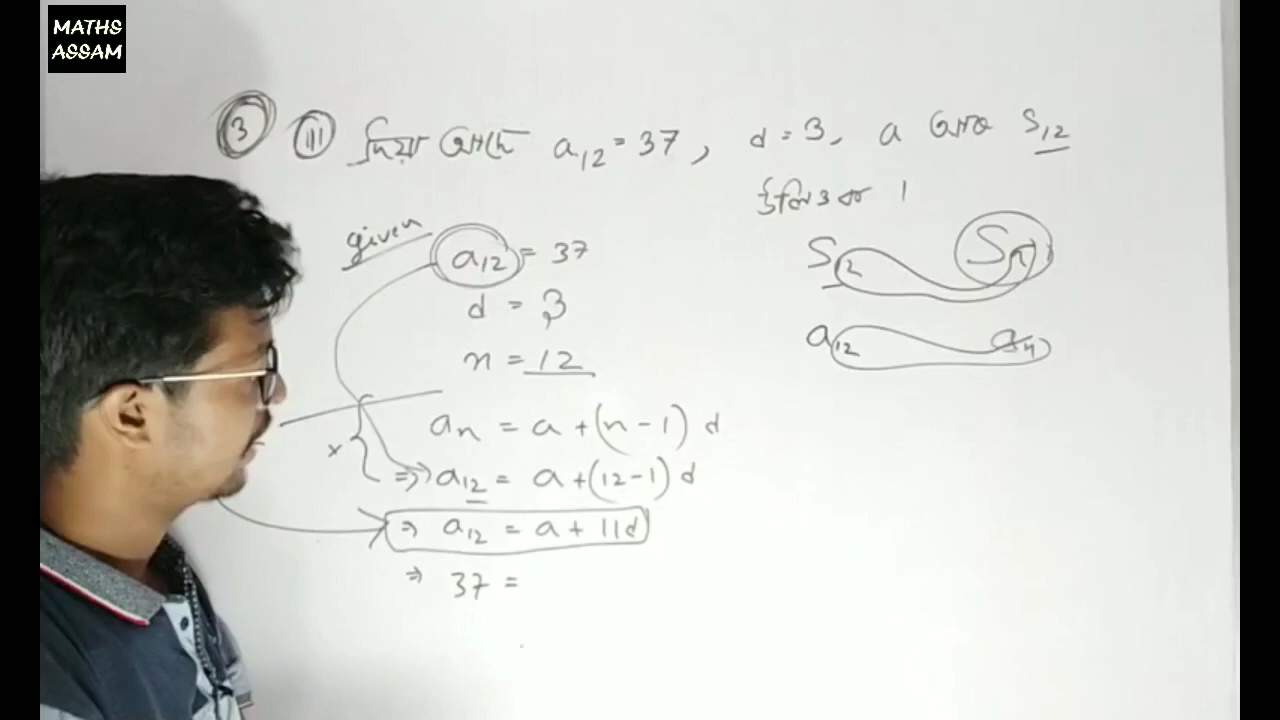 MATHS
ASSAM
3 iii দিয়া আছে a₁₂ = 37, d = 3, a আৰু S₁₂
উলিওৱা ।
given a₁₂ = 37
d = 3
n = 12
S₁₂ Sₙ
a₁₂ aₙ
aₙ = a + (n - 1) d
⇒ a₁₂ = a + (12 - 1) d
⇒ a₁₂ = a + 11d
⇒ 37 =